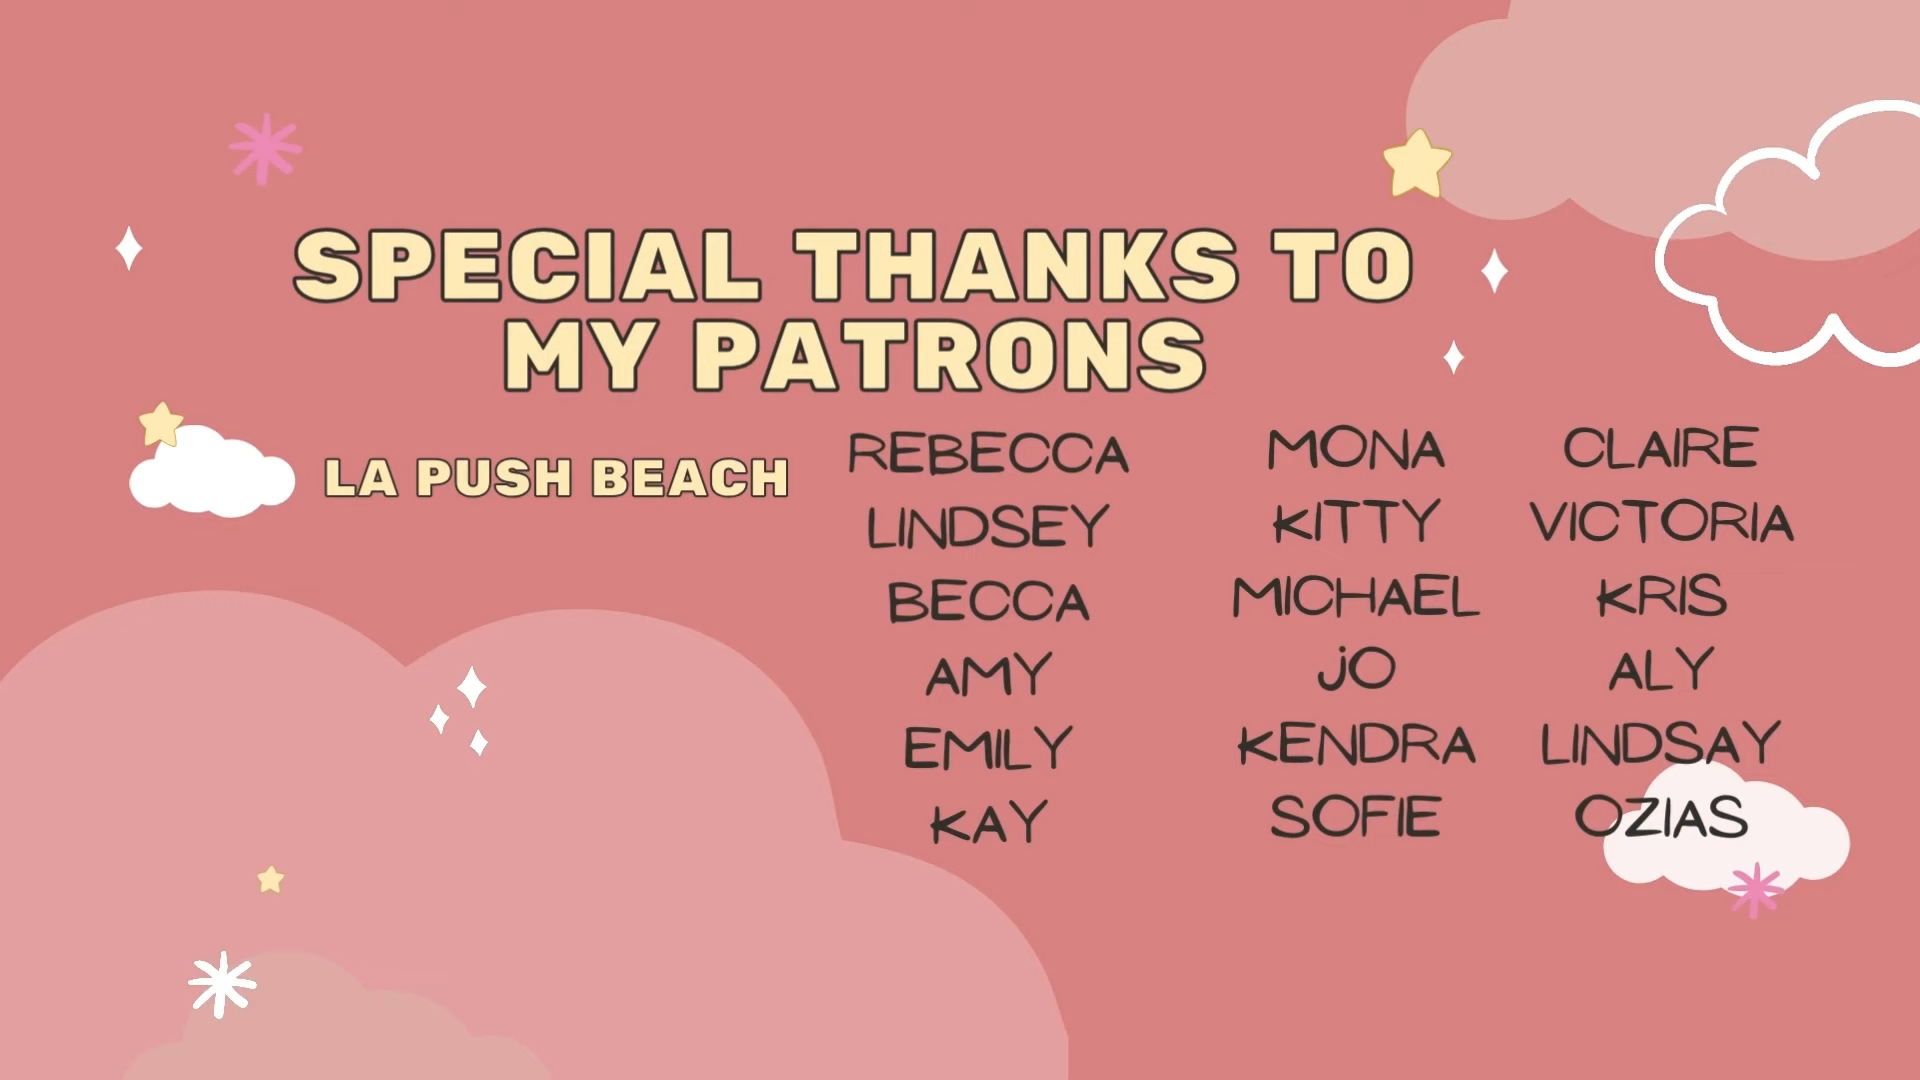 SPECIAL THANKS TO
MY PATRONS
LA PUSH BEACH
REBECCA
LINDSEY
BECCA
AMY
EMILY
KAY
MONA
KITTY
MICHAEL
jO
KENDRA
SOFIE
CLAIRE
VICTORIA
KRIS
ALY
LINDSAY
OZIAS